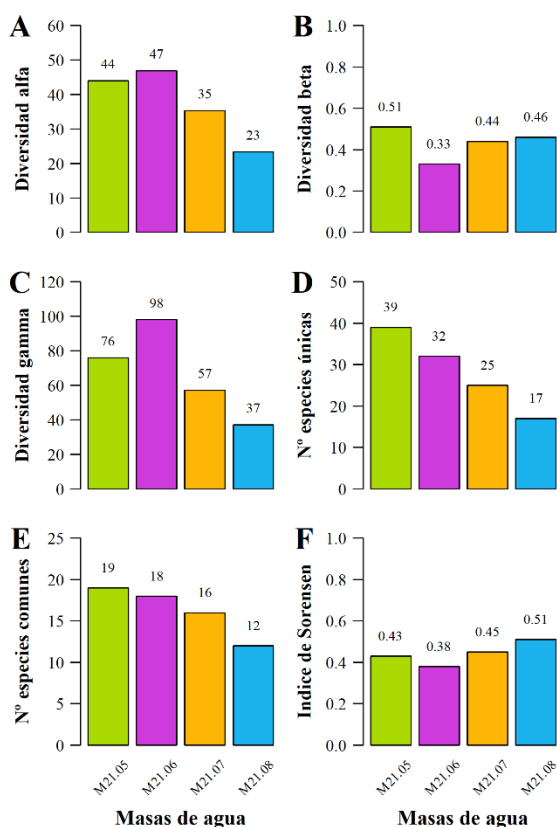 A
Diversidad alfa
60
50
40
30
20
10
0
44
47
35
23
B
Diversidad beta
1.0
0.8
0.6
0.4
0.2
0.0
0.51
0.33
0.44
0.46
C
Diversidad gamma
120
100
80
60
40
20
0
76
98
57
37
D
Nº especies únicas
50
40
30
20
10
0
39
32
25
17
E
Nº especies comunes
25
20
15
10
5
0
19
18
16
12
M21.05
M21.06
M21.07
M21.08
Masas de agua
F
Indice de Sorensen
1.0
0.8
0.6
0.4
0.2
0.0
0.43
0.38
0.45
0.51
M21.05
M21.06
M21.07
M21.08
Masas de agua